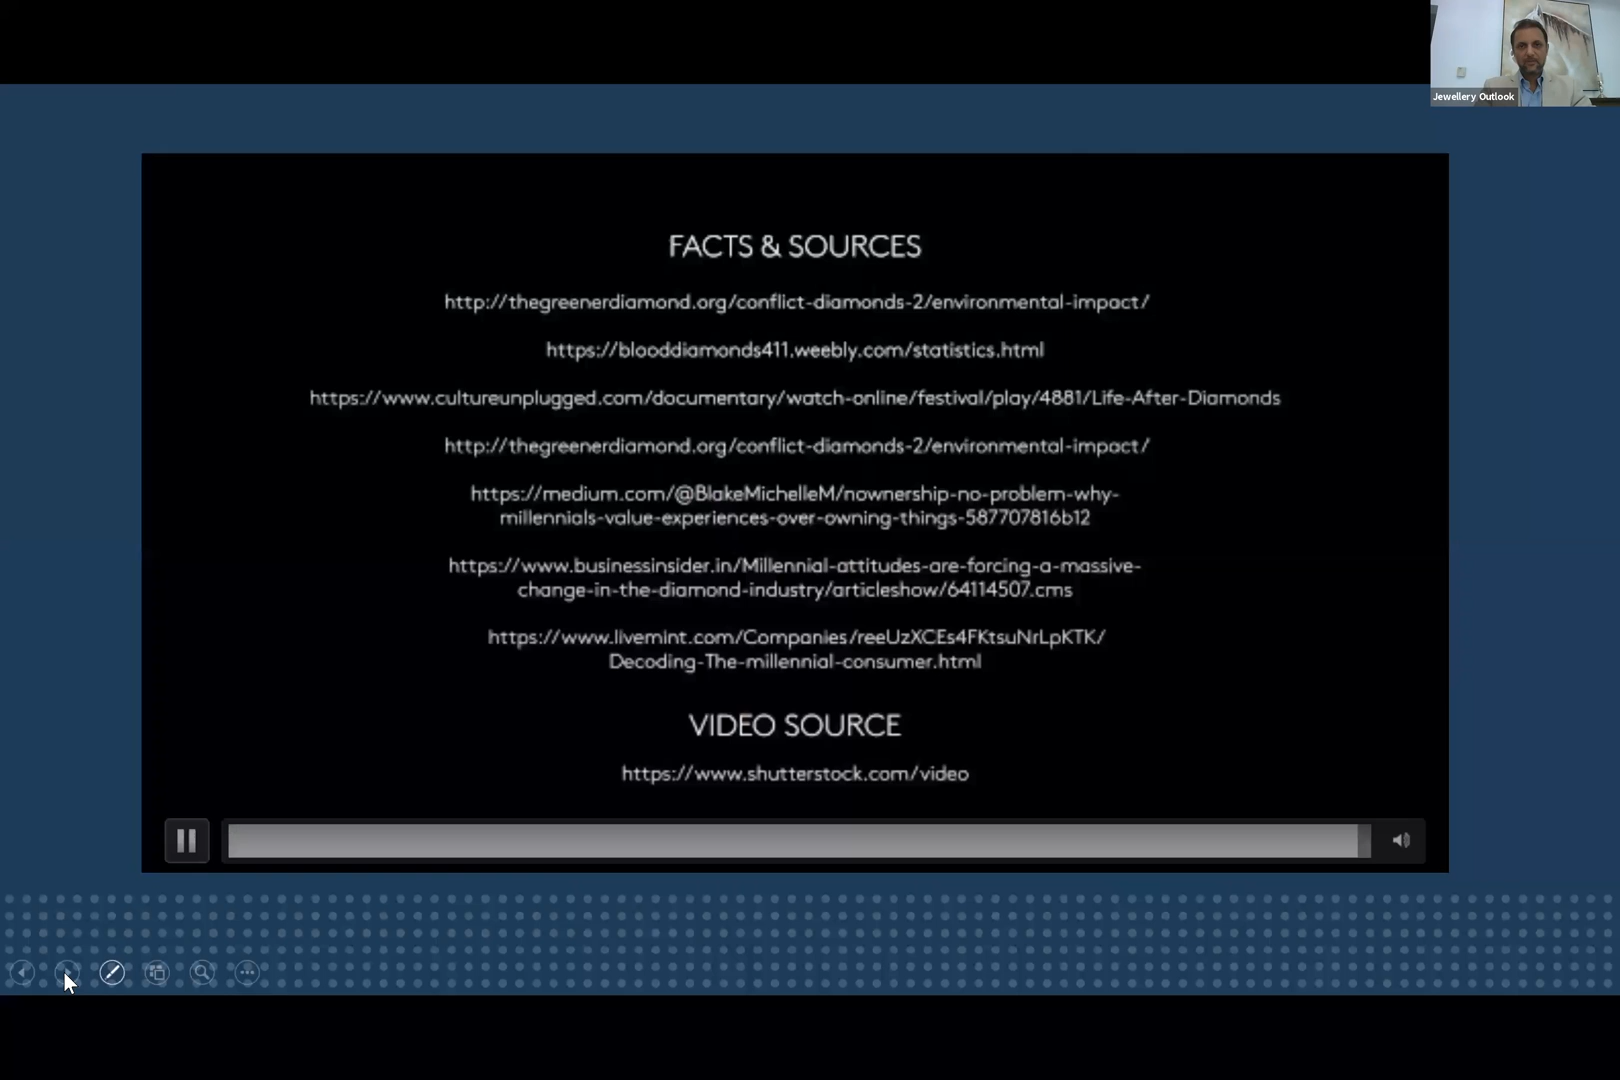 Jewellery Outlook
FACTS & SOURCES
http://thegreenerdiamond.org/conflict-diamonds-2/environmental-impact/
https://blooddiamonds411.weebly.com/statistics.html
https://www.cultureunplugged.com/documentary/watch-online/festival/play/4881/Life-After-Diamonds
http://thegreenerdiamond.org/conflict-diamonds-2/environmental-impact/
https://medium.com/@BlakeMichelleM/nownership-no-problem-why-
millennials-value-experiences-over-owning-things-587707816b12
https://www.businessinsider.in/Millennial-attitudes-are-forcing-a-massive-
change-in-the-diamond-industry/articleshow/64114507.cms
https://www.livemint.com/Companies/reeUzXCEs4FKtsuNrLpKTK/
Decoding-The-millennial-consumer.html
VIDEO SOURCE
https://www.shutterstock.com/video